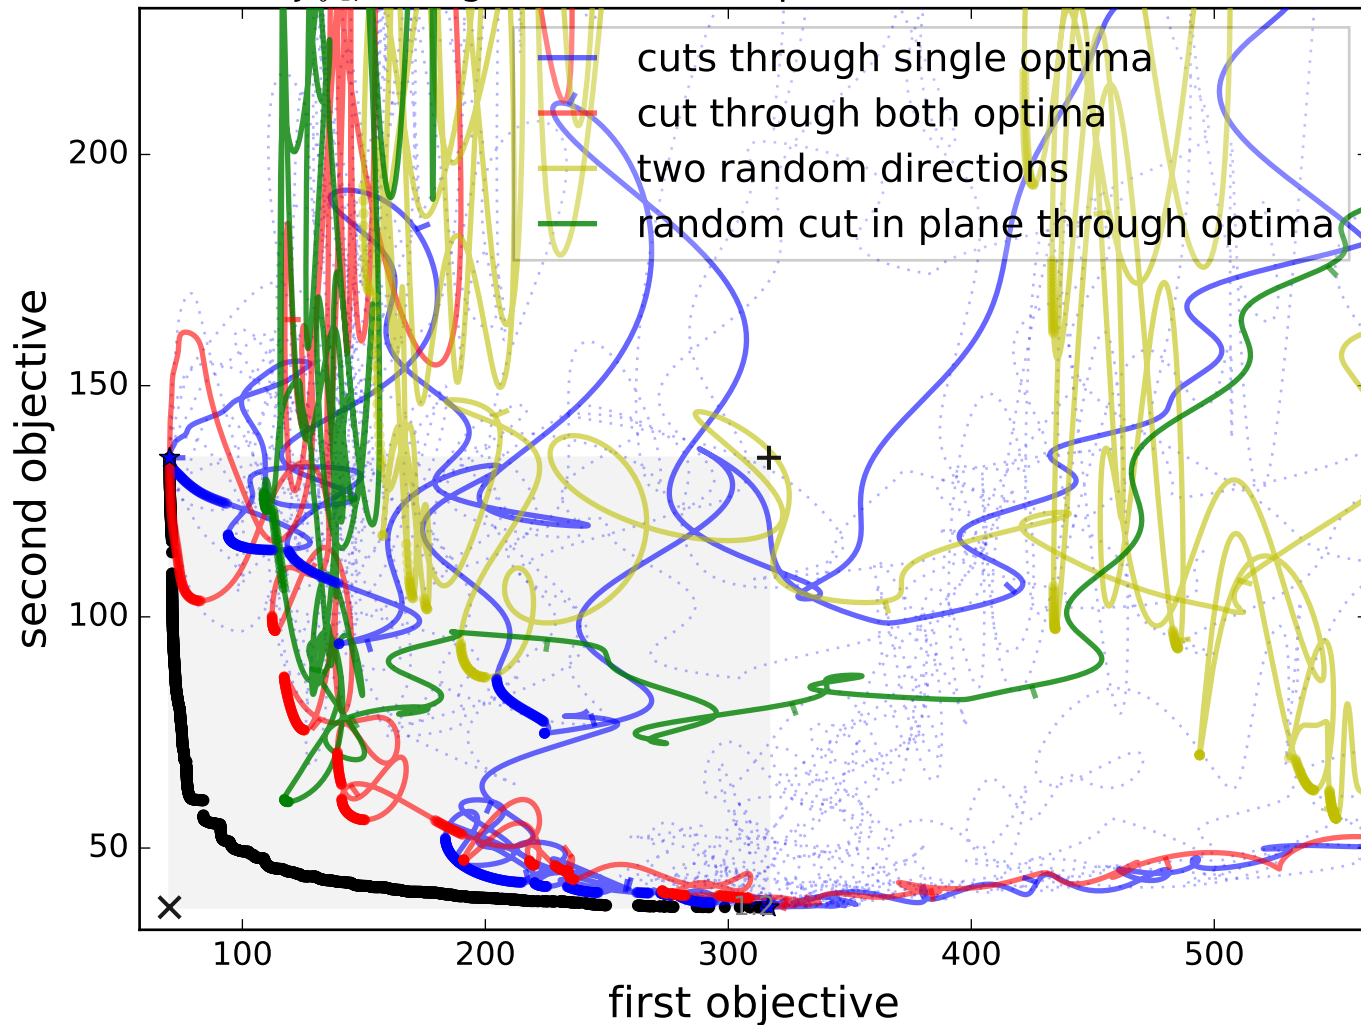 cuts through single optima
cut through both optima
two random directions
random cut in plane through optima
200
150
100
50
second objective
100
200
300
400
500
first objective